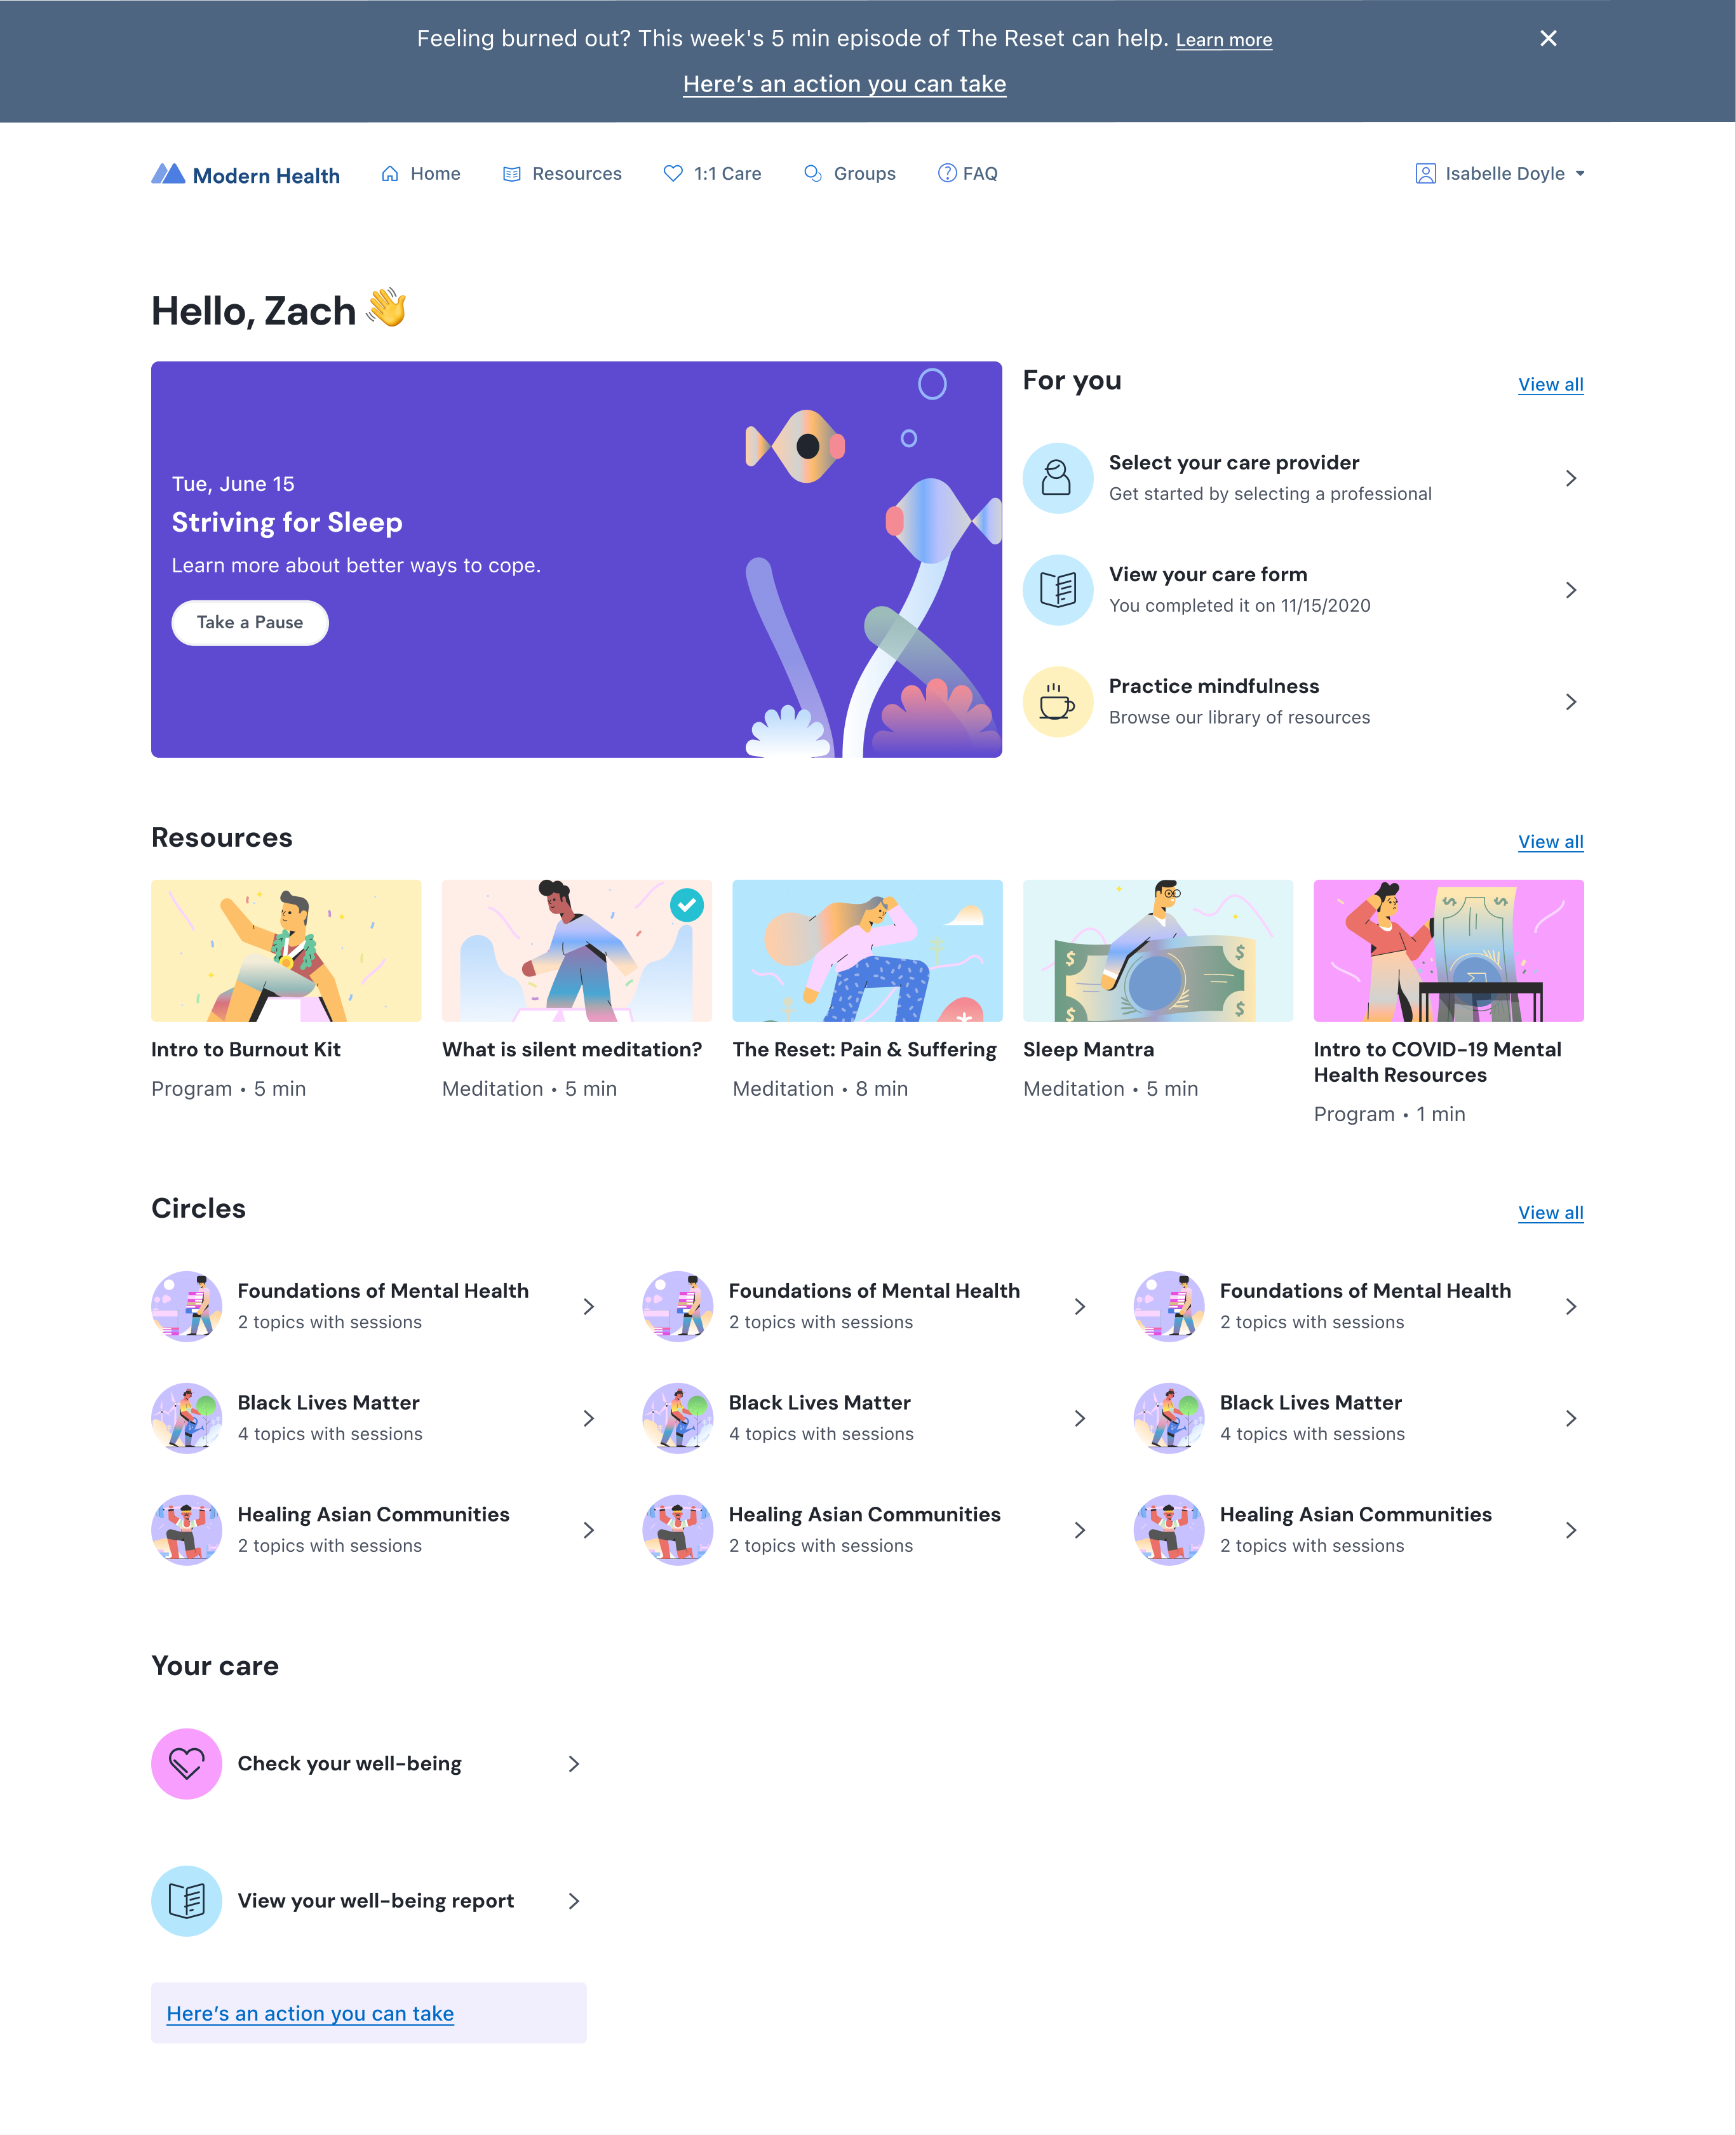 Feeling burned out? This week's 5 min episode of The Reset can help. Learn more
Here’s an action you can take
Modern Health
Home
Resources
1:1 Care
Groups
FAQ
Isabelle Doyle
Hello, Zach 👋
Tue, June 15
Striving for Sleep
Learn more about better ways to cope.
Take a Pause
For you
View all
Select your care provider
Get started by selecting a professional
View your care form
You completed it on 11/15/2020
Practice mindfulness
Browse our library of resources
Resources
View all
Intro to Burnout Kit
Program • 5 min
What is silent meditation?
Meditation • 5 min
The Reset: Pain & Suffering
Meditation • 8 min
Sleep Mantra
Meditation • 5 min
Intro to COVID-19 Mental
Health Resources
Program • 1 min
Circles
View all
Foundations of Mental Health
2 topics with sessions
Foundations of Mental Health
2 topics with sessions
Foundations of Mental Health
2 topics with sessions
Black Lives Matter
4 topics with sessions
Black Lives Matter
4 topics with sessions
Black Lives Matter
4 topics with sessions
Healing Asian Communities
2 topics with sessions
Healing Asian Communities
2 topics with sessions
Healing Asian Communities
2 topics with sessions
Your care
Check your well-being
View your well-being report
Here’s an action you can take